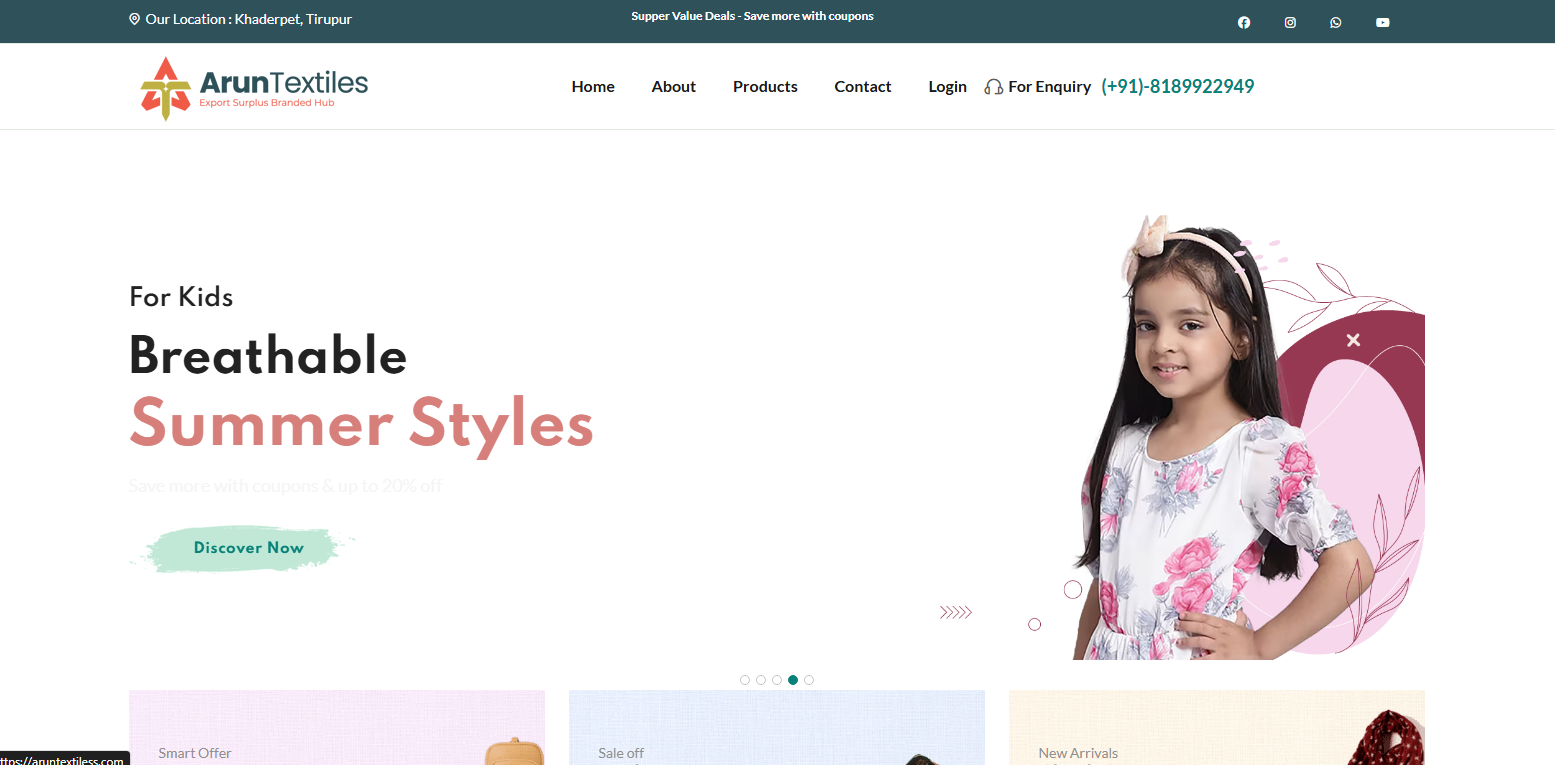 Our Location : Khaderpet, Tirupur
Supper Value Deals - Save more with coupons
ArunTextiles
Export Surplus Branded Hub
Home
About
Products
Contact
Login
For Enquiry
(+91)-8189922949
For Kids
Breathable
Summer Styles
Save more with coupons & up to 20% off
Discover Now
Smart Offer
Sale off
New Arrivals
ttps://aruntextiless.com